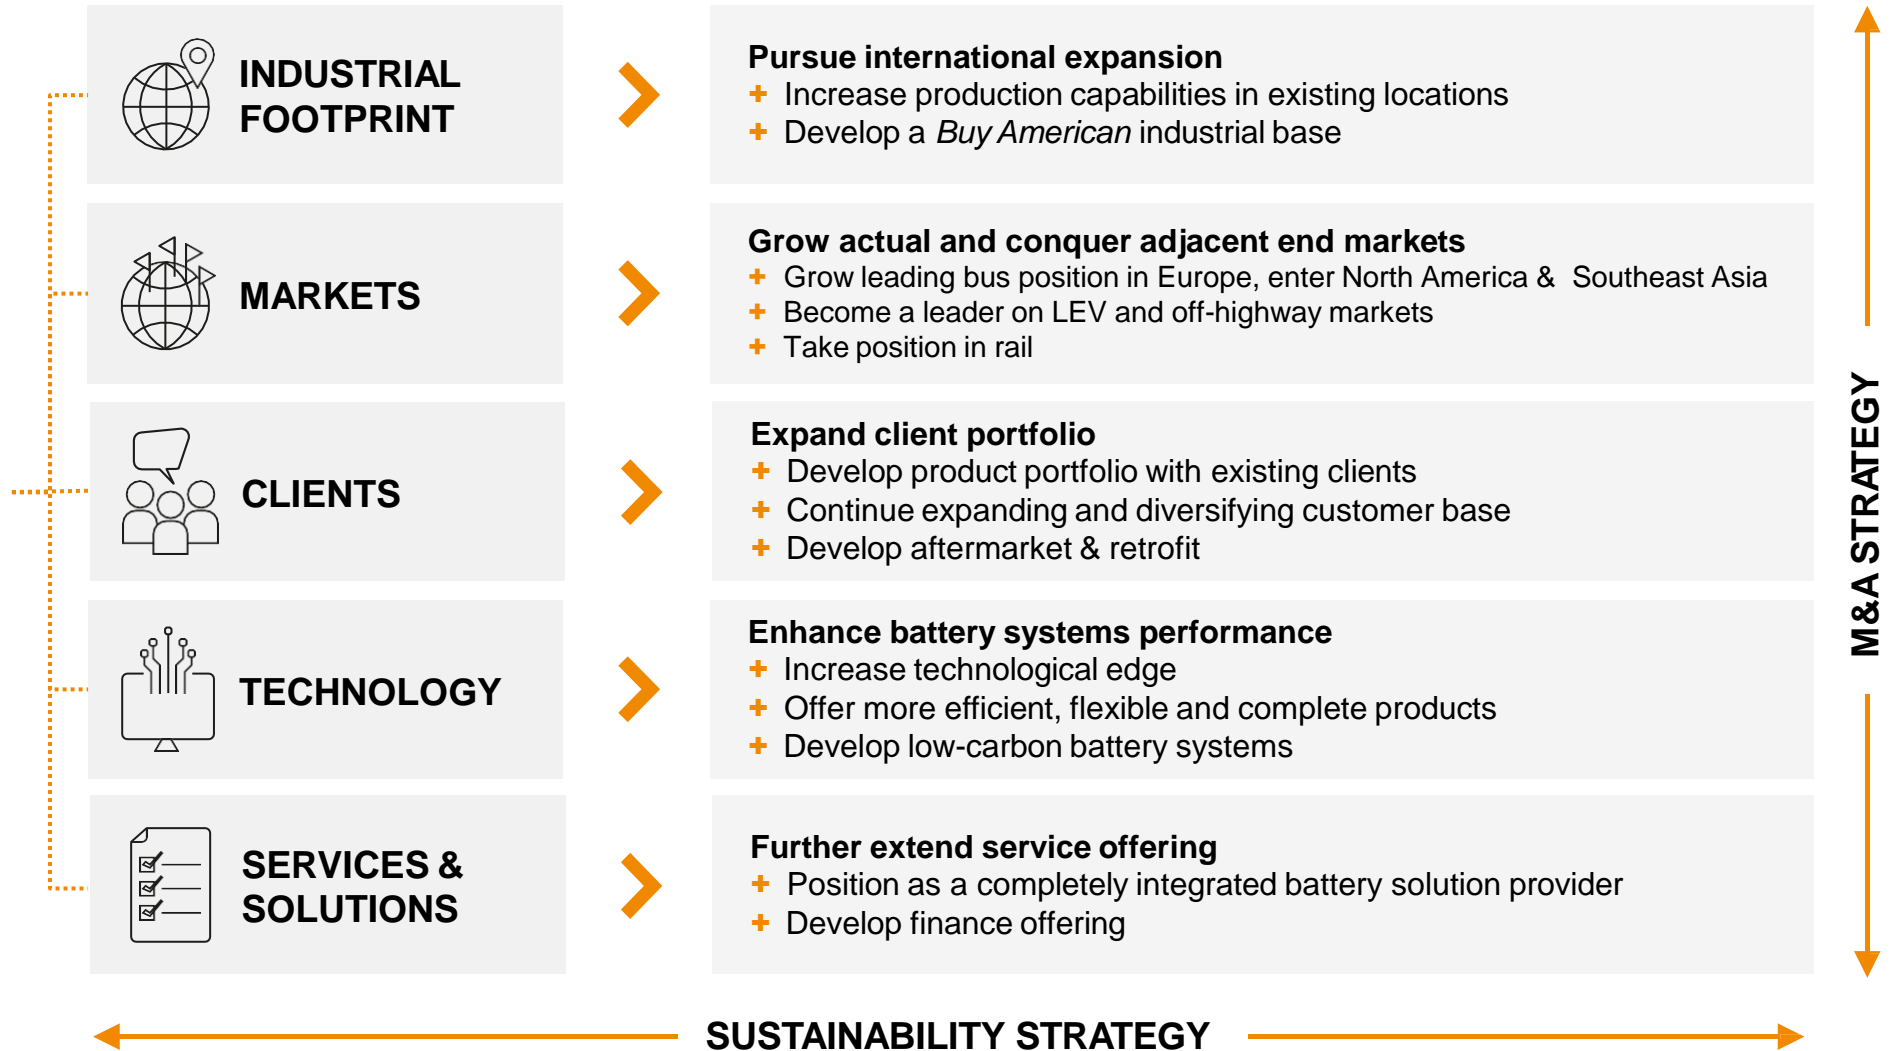 INDUSTRIAL
FOOTPRINT
Pursue international expansion
+ Increase production capabilities in existing locations
+ Develop a Buy American industrial base
MARKETS
Grow actual and conquer adjacent end markets
+ Grow leading bus position in Europe, enter North America & Southeast Asia
+ Become a leader on LEV and off-highway markets
+ Take position in rail
CLIENTS
Expand client portfolio
+ Develop product portfolio with existing clients
+ Continue expanding and diversifying customer base
+ Develop aftermarket & retrofit
TECHNOLOGY
Enhance battery systems performance
+ Increase technological edge
+ Offer more efficient, flexible and complete products
+ Develop low-carbon battery systems
SERVICES &
SOLUTIONS
Further extend service offering
+ Position as a completely integrated battery solution provider
+ Develop finance offering
M&A STRATEGY
SUSTAINABILITY STRATEGY